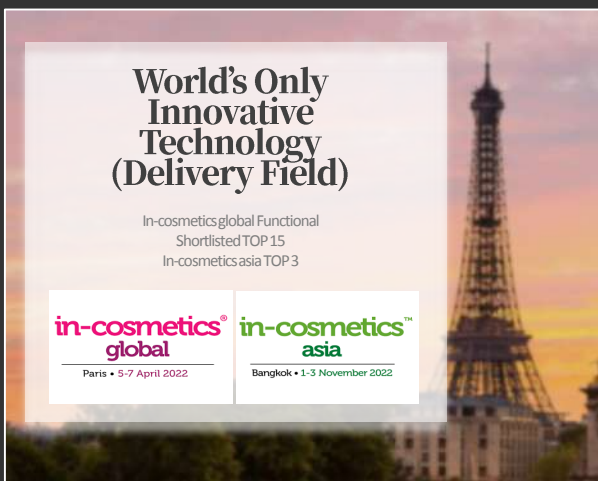 World's Only
Innovative
Technology
(Delivery Field)
In-cosmetics global Functional
Shortlisted TOP 15
In-cosmetics asia TOP 3
in-cosmetics®
global
Paris • 5-7 April 2022
in-cosmetics™
asia
Bangkok • 1-3 November 2022